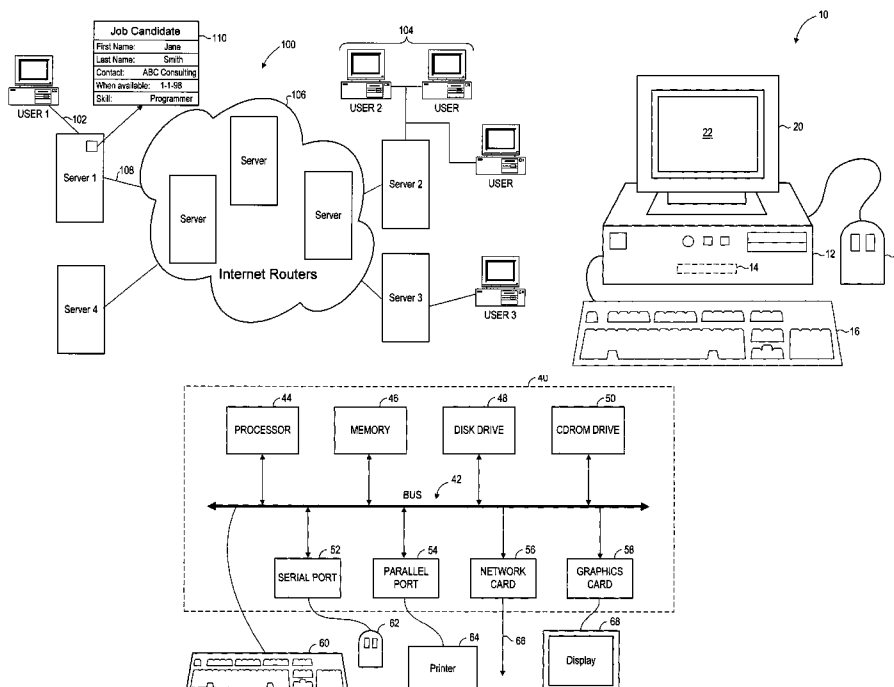 Job Candidate
First Name: Jane
Last Name: Smith
Contact: ABC Consulting
When available: 1-1-98
Skill: Programmer
110
100
104
106
102
108
USER 1
USER 2
USER
USER
USER 3
Server 1
Server
Server
Server
Server 2
Server 3
Server 4
Internet Routers
10
20
22
12
14
16
40
44
46
48
50
PROCESSOR
MEMORY
DISK DRIVE
CDROM DRIVE
BUS
42
52
54
56
58
SERIAL PORT
PARALLEL
PORT
NETWORK
CARD
GRAPHICS
CARD
60
62
64
66
68
Printer
Display